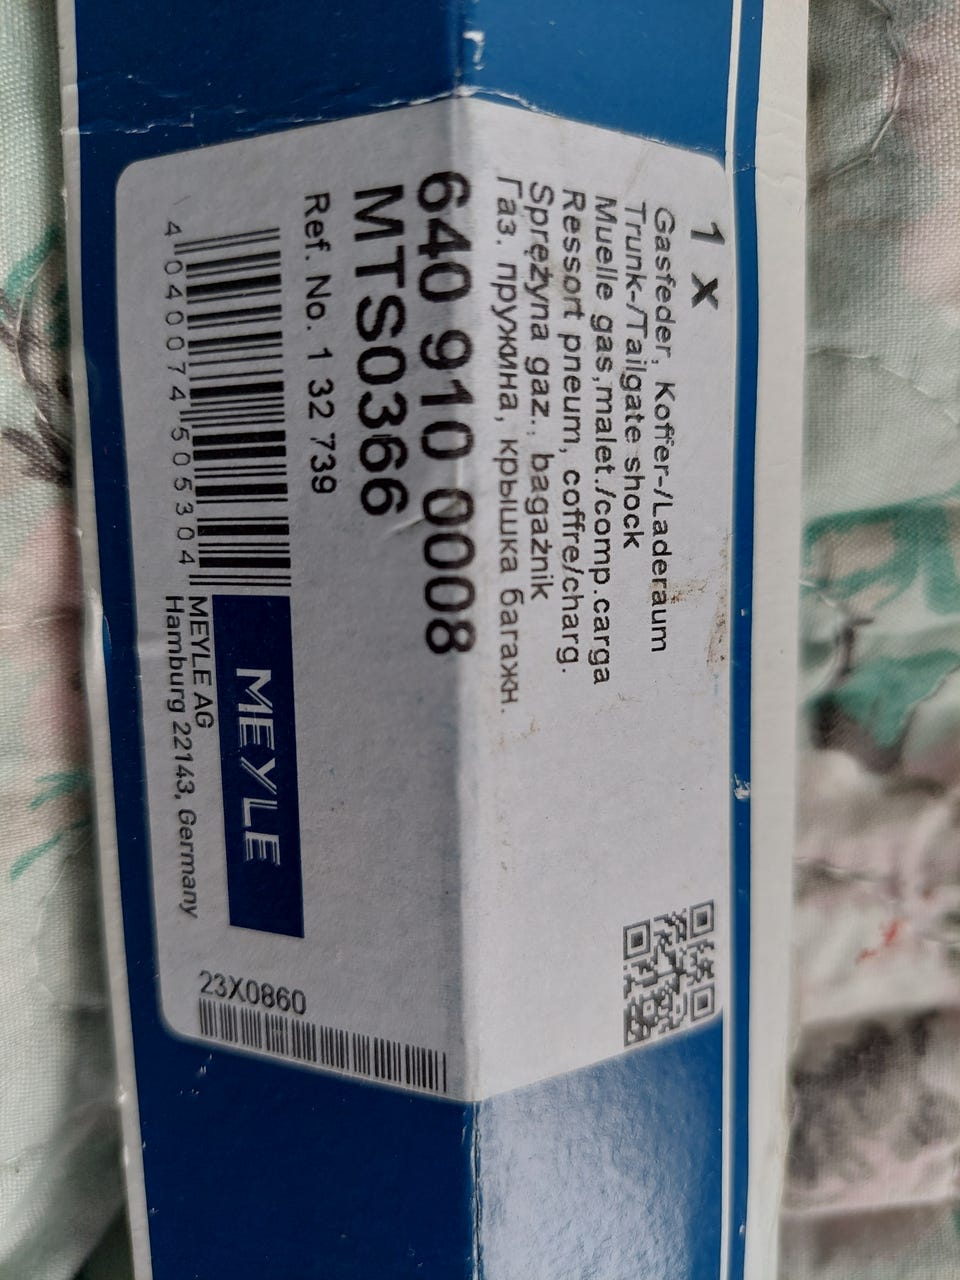 1 x
Gasfeder, Koffer-/Laderaum
Trunk-/Tailgate shock
Muelle gas,malet./comp.carga
Ressort pneum, coffre/charg.
Sprężyna gaz., bagażnik
Газ. пружина, крышка багажн.
640 910 0008
MTS0366
Ref. No. 1 32 739
4 040074 505304
MEYLE
MEYLE AG
Hamburg 22143, Germany
23X0860